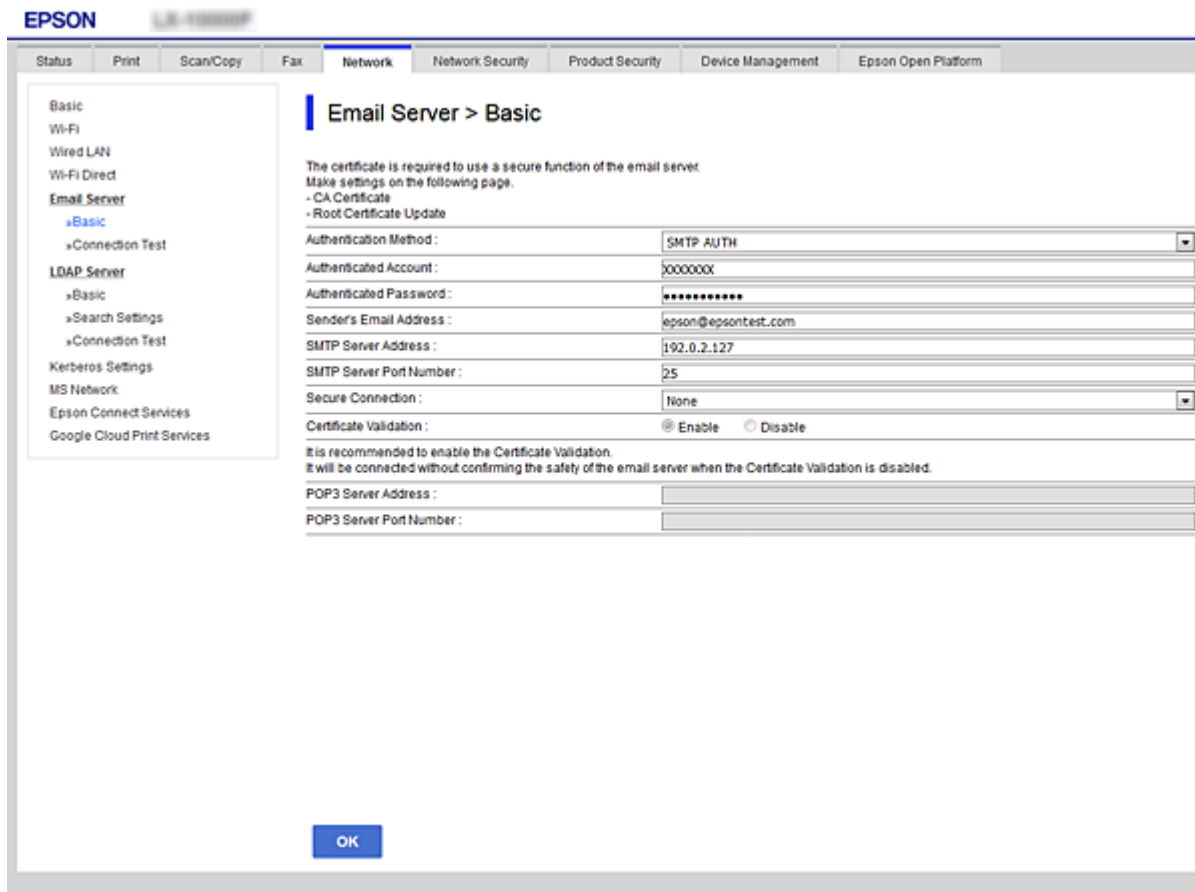 EPSON
Status Print Scan/Copy Fax Network Network Security Product Security Device Management Epson Open Platform
Basic
Wi-Fi
Wired LAN
Wi-Fi Direct
Email Server
»Basic
»Connection Test
LDAP Server
»Basic
»Search Settings
»Connection Test
Kerberos Settings
MS Network
Epson Connect Services
Google Cloud Print Services
Email Server > Basic
The certificate is required to use a secure function of the email server.
Make settings on the following page.
- CA Certificate
- Root Certificate Update
Authentication Method : SMTP AUTH
Authenticated Account : XXXXXXX
Authenticated Password : •••••••••••
Sender's Email Address : epson@epsontest.com
SMTP Server Address : 192.0.2.127
SMTP Server Port Number : 25
Secure Connection : None
Certificate Validation : Enable Disable
It is recommended to enable the Certificate Validation.
It will be connected without confirming the safety of the email server when the Certificate Validation is disabled.
POP3 Server Address :
POP3 Server Port Number :
OK